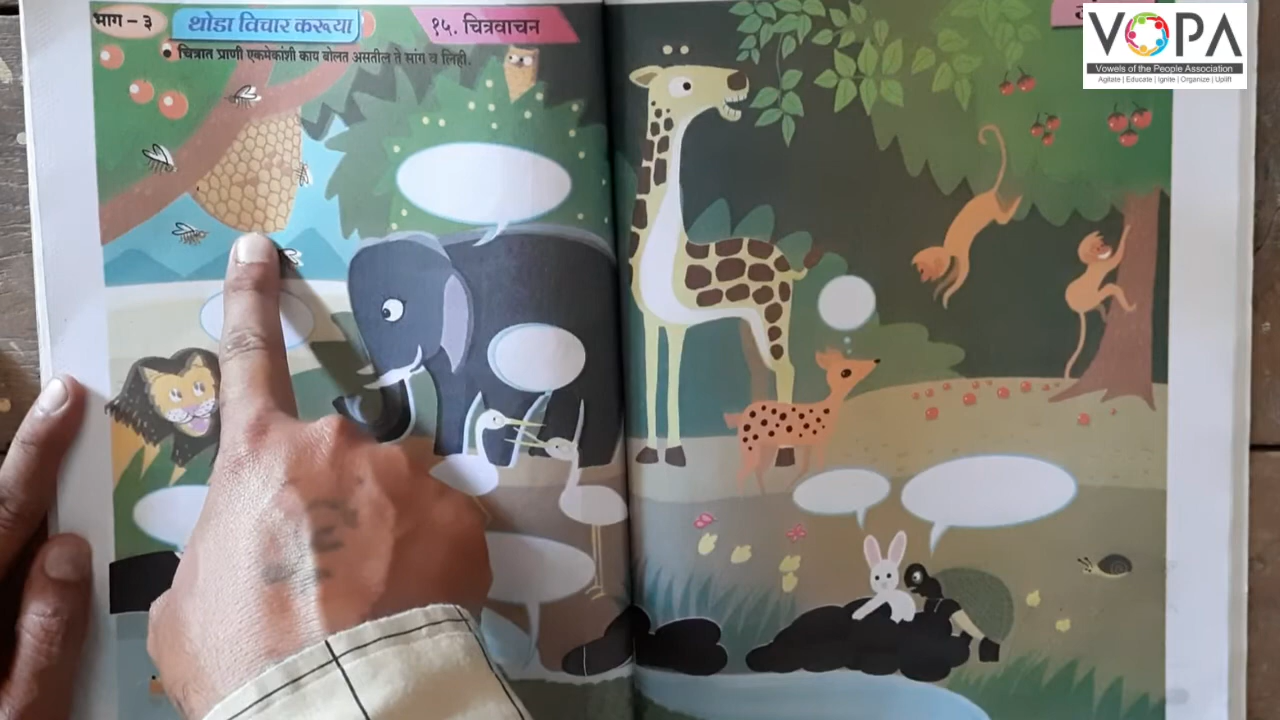 भाग – ३
थोडा विचार करूया
१५. चित्रवाचन
• चित्रात प्राणी एकमेकांशी काय बोलत असतील ते सांग व लिही.
VOPA
Vowels of the People Association
Agitate | Educate | Ignite | Organize | Uplift